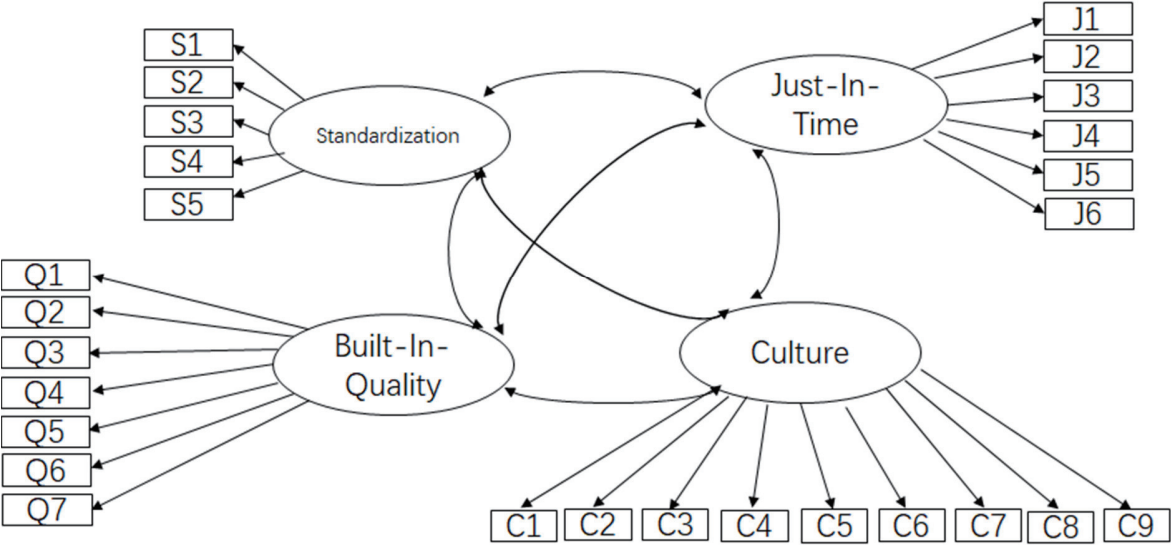 S1
S2
S3
S4
S5
Standardization
Just-In-
Time
J1
J2
J3
J4
J5
J6
Q1
Q2
Q3
Q4
Q5
Q6
Q7
Built-In-
Quality
Culture
C1
C2
C3
C4
C5
C6
C7
C8
C9